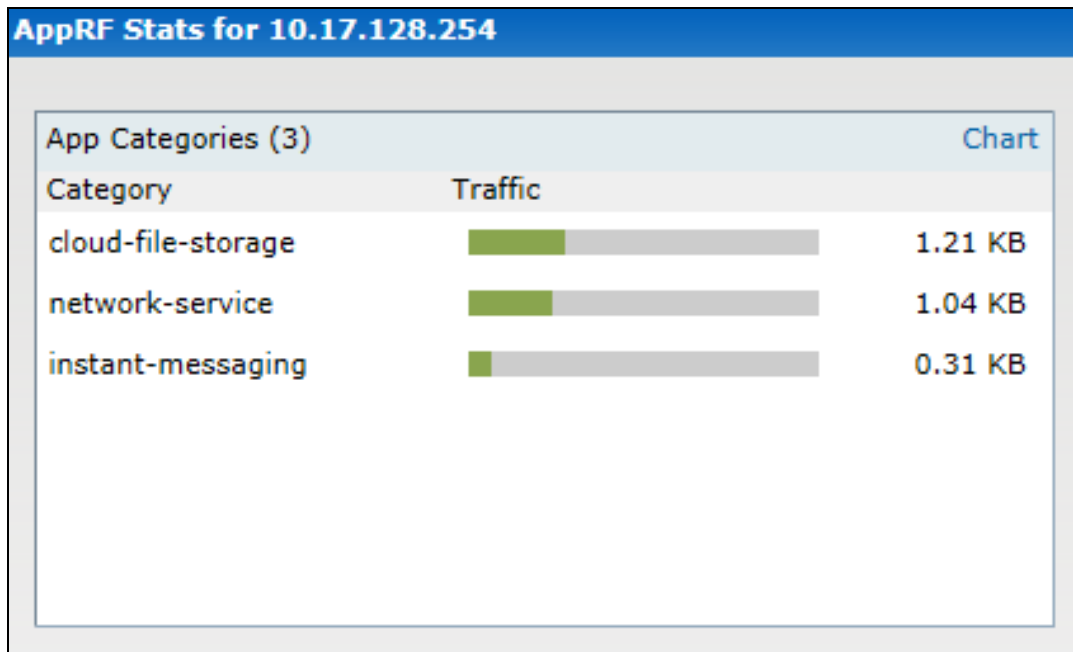 AppRF Stats for 10.17.128.254
App Categories (3) Chart
Category Traffic
cloud-file-storage 1.21 KB
network-service 1.04 KB
instant-messaging 0.31 KB